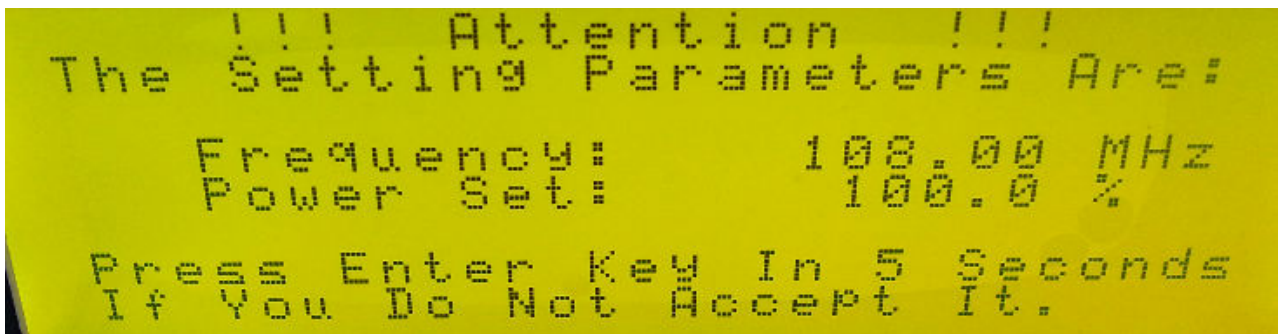 !!! Attention !!!
The Setting Parameters Are:
Frequency: 108.00 MHz
Power Set: 100.0 %
Press Enter Key In 5 Seconds
If You Do Not Accept It.